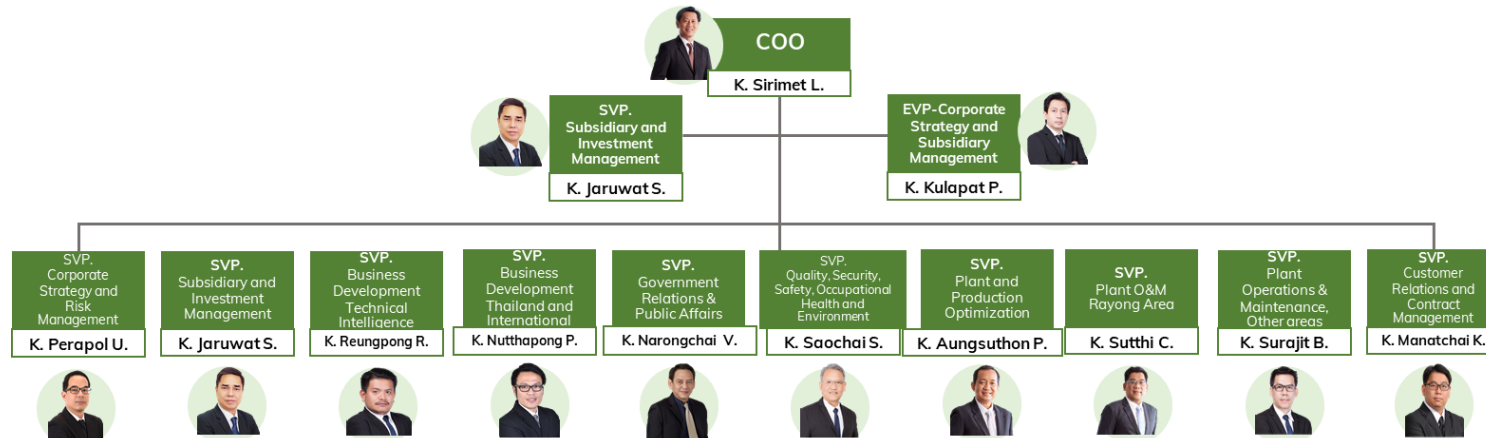 COO
K. Sirimet L.
SVP.
Subsidiary and
Investment
Management
K. Jaruwat S.
EVP-Corporate
Strategy and
Subsidiary
Management
K. Kulapat P.
SVP.
Corporate
Strategy and
Risk
Management
K. Perapol U.
SVP.
Subsidiary and
Investment
Management
K. Jaruwat S.
SVP.
Business
Development
Technical
Intelligence
K. Reungpong R.
SVP.
Business
Development
Thailand and
International
K. Nutthapong P.
SVP.
Government
Relations &
Public Affairs
K. Narongchai V.
SVP.
Quality, Security,
Safety, Occupational
Health and
Environment
K. Saochai S.
SVP.
Plant and
Production
Optimization
K. Aungsuthon P.
SVP.
Plant O&M
Rayong Area
K. Sutthi C.
SVP.
Plant
Operations &
Maintenance,
Other areas
K. Surajit B.
SVP.
Customer
Relations and
Contract
Management
K. Manatchai K.